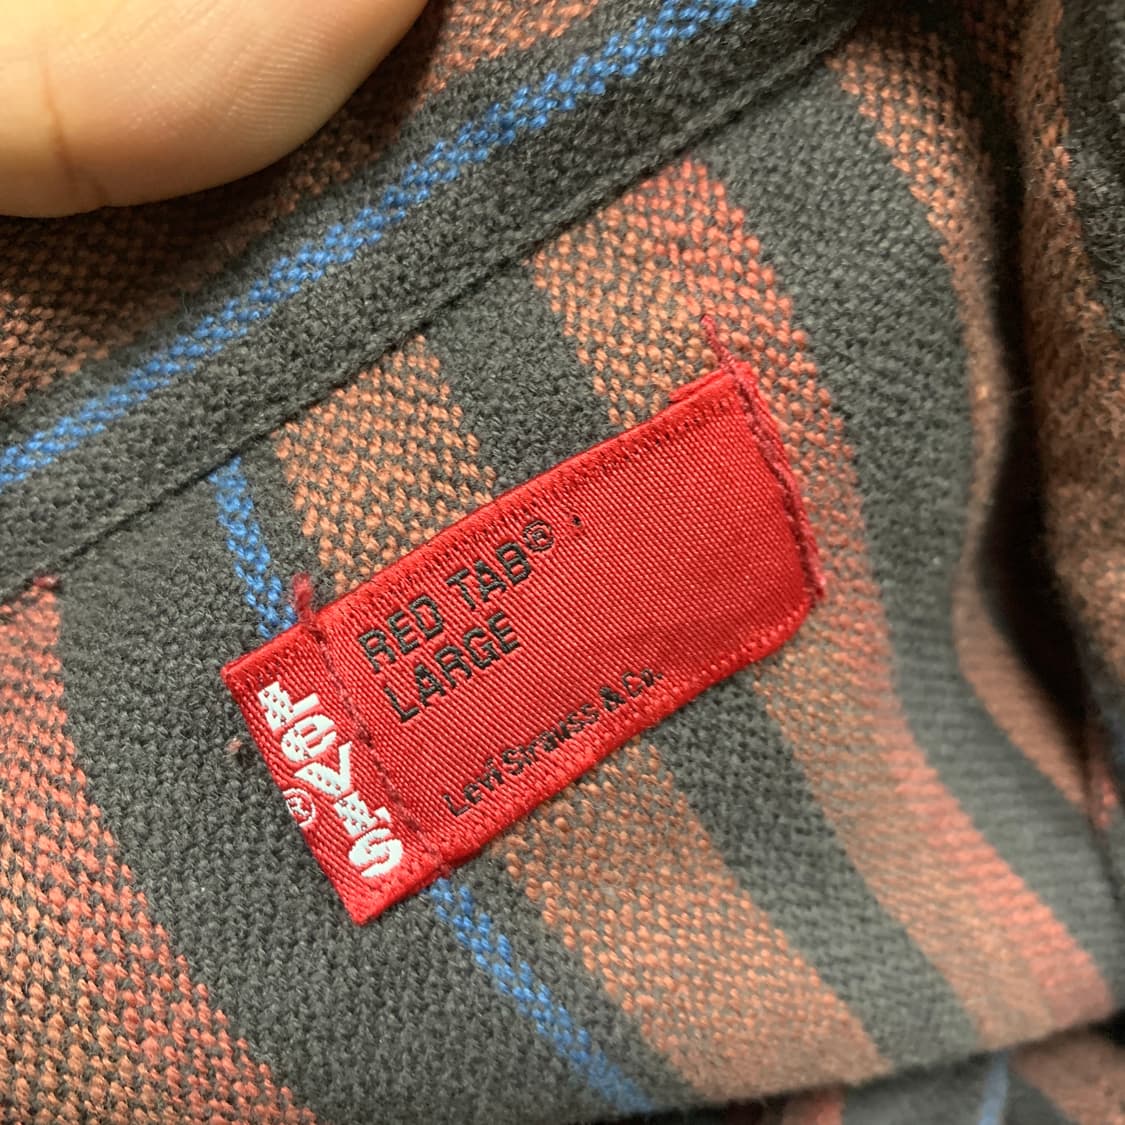 RED TAB®
LARGE
Levi Strauss & Co.
LEVI'S
®